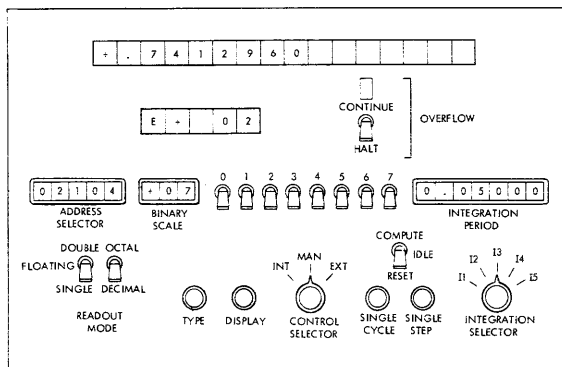 + . 7 4 1 2 9 6 0
E + 0 2
CONTINUE
HALT
OVERFLOW
0 1 2 3 4 5 6 7
0 2 1 0 4
+ 0 7
0 . 0 5 0 0 0
ADDRESS SELECTOR
BINARY SCALE
INTEGRATION PERIOD
DOUBLE OCTAL
FLOATING
SINGLE DECIMAL
READOUT MODE
TYPE
DISPLAY
INT MAN EXT
CONTROL SELECTOR
COMPUTE
IDLE
RESET
SINGLE CYCLE
SINGLE STEP
I1 I2 I3 I4 I5
INTEGRATION SELECTOR